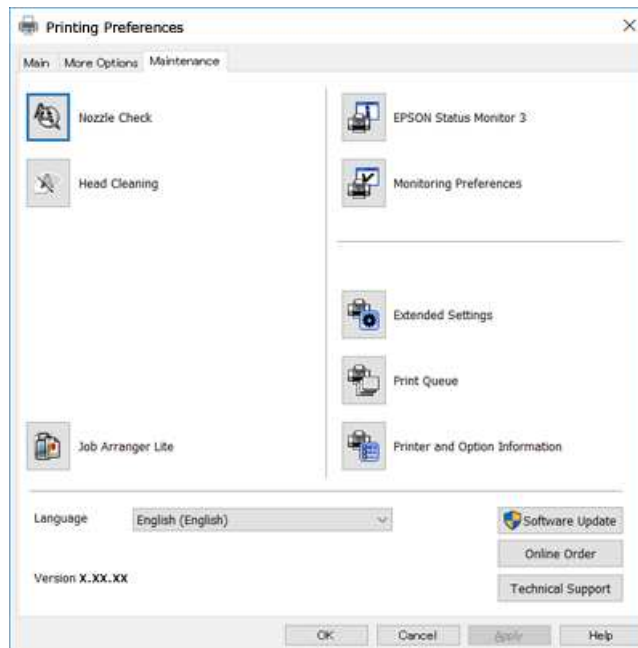 Printing Preferences
Main More Options Maintenance
Nozzle Check
EPSON Status Monitor 3
Head Cleaning
Monitoring Preferences
Extended Settings
Print Queue
Job Arranger Lite
Printer and Option Information
Language English (English)
Software Update
Online Order
Version X.XX.XX
Technical Support
OK Cancel Apply Help